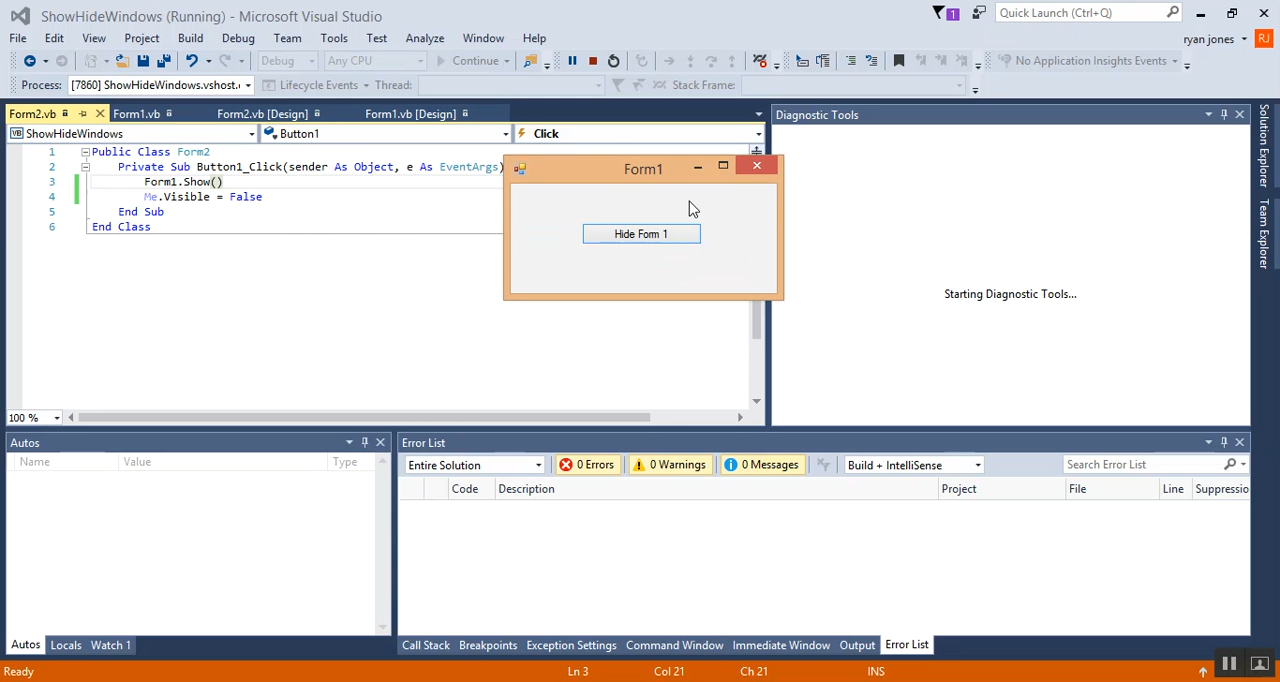 ShowHideWindows (Running) - Microsoft Visual Studio
1
Quick Launch (Ctrl+Q)
File Edit View Project Build Debug Team Tools Test Analyze Window Help
ryan jones
RJ
Debug
Any CPU
Continue
No Application Insights Events
Process:
[7860] ShowHideWindows.vshost.
Lifecycle Events
Thread:
Stack Frame:
Form2.vb
Form1.vb
Form2.vb [Design]
Form1.vb [Design]
Diagnostic Tools
ShowHideWindows
Button1
Click
1 Public Class Form2
2 Private Sub Button1_Click(sender As Object, e As EventArgs)
3 Form1.Show()
4 Me.Visible = False
5 End Sub
6 End Class
Form1
Hide Form 1
Starting Diagnostic Tools...
Solution Explorer
Team Explorer
100 %
Autos
Name Value Type
Error List
Entire Solution
0 Errors
0 Warnings
0 Messages
Build + IntelliSense
Search Error List
Code Description Project File Line Suppressio
Autos Locals Watch 1
Call Stack Breakpoints Exception Settings Command Window Immediate Window Output Error List
Ready
Ln 3
Col 21
Ch 21
INS